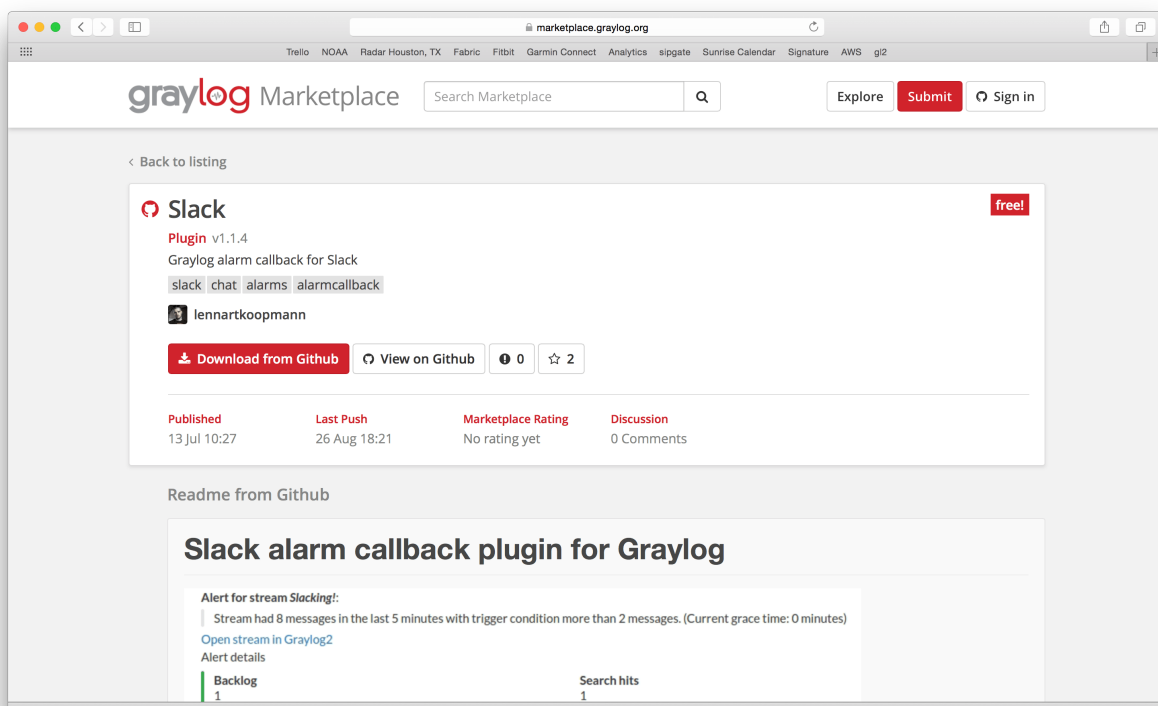 marketplace.graylog.org
Trello NOAA Radar Houston, TX Fabric Fitbit Garmin Connect Analytics sipgate Sunrise Calendar Signature AWS gl2
graylog Marketplace Search Marketplace Explore Submit Sign in
Back to listing
Slack free!
Plugin v1.1.4
Graylog alarm callback for Slack
slack chat alarms alarmcallback
lennartkoopmann
Download from Github View on Github 0 2
Published Last Push Marketplace Rating Discussion
13 Jul 10:27 26 Aug 18:21 No rating yet 0 Comments
Readme from Github
Slack alarm callback plugin for Graylog
Alert for stream Slacking!:
Stream had 8 messages in the last 5 minutes with trigger condition more than 2 messages. (Current grace time: 0 minutes)
Open stream in Graylog2
Alert details
Backlog Search hits
1 1